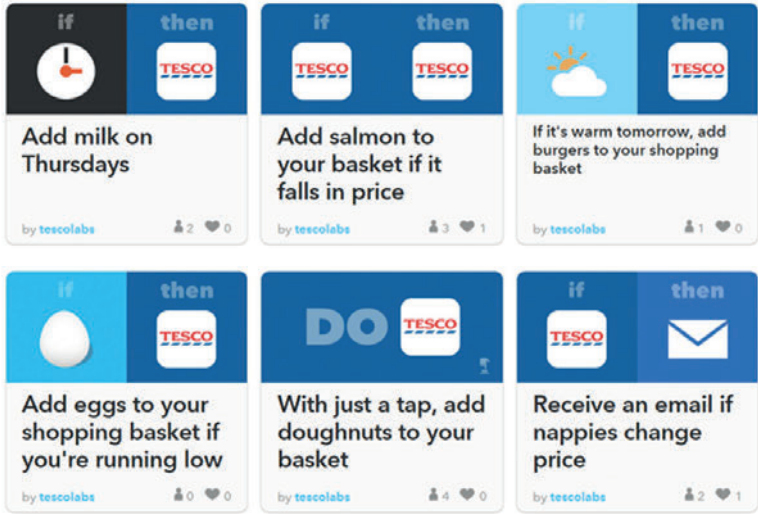 if then
TESCO
Add milk on
Thursdays
by tescolabs 2 0
if then
TESCO TESCO
Add salmon to
your basket if it
falls in price
by tescolabs 3 1
if then
TESCO
If it's warm tomorrow, add
burgers to your shopping
basket
by tescolabs 1 0
if then
TESCO
Add eggs to your
shopping basket if
you're running low
by tescolabs 0 0
DO TESCO
With just a tap, add
doughnuts to your
basket
by tescolabs 4 0
if then
TESCO
Receive an email if
nappies change
price
by tescolabs 2 1